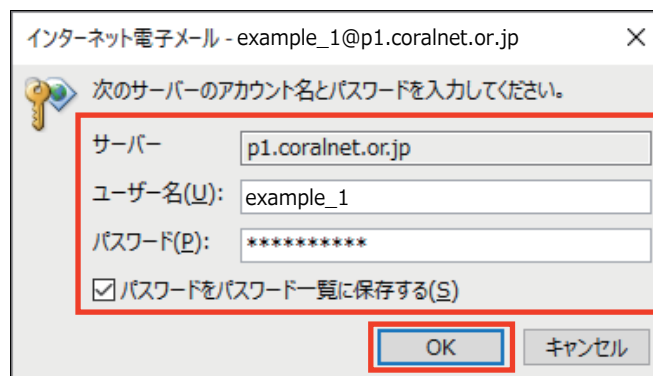 インターネット電子メール - example_1@p1.coralnet.or.jp
次のサーバーのアカウント名とパスワードを入力してください。
サーバー p1.coralnet.or.jp
ユーザー名(U): example_1
パスワード(P): **********
パスワードをパスワード一覧に保存する(S)
OK キャンセル